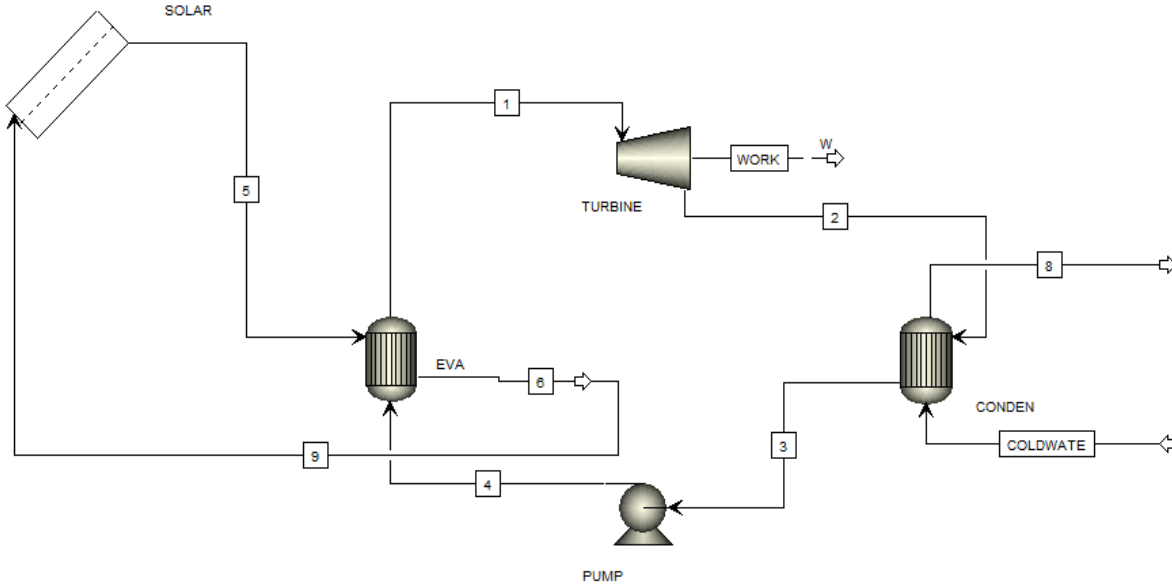 SOLAR
1
W
WORK
5
TURBINE
2
8
EVA
6
CONDEN
3
COLDWATE
9
4
PUMP